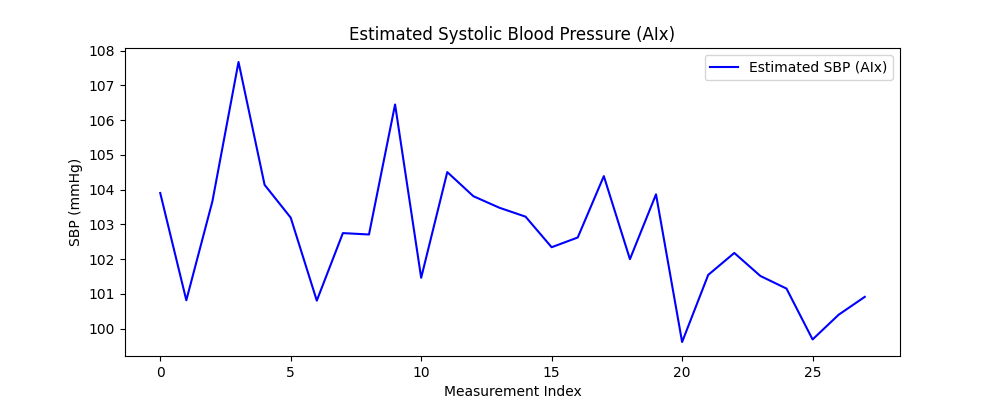 Estimated Systolic Blood Pressure (AIx)
Estimated SBP (AIx)
SBP (mmHg)
108
107
106
105
104
103
102
101
100
0 5 10 15 20 25
Measurement Index